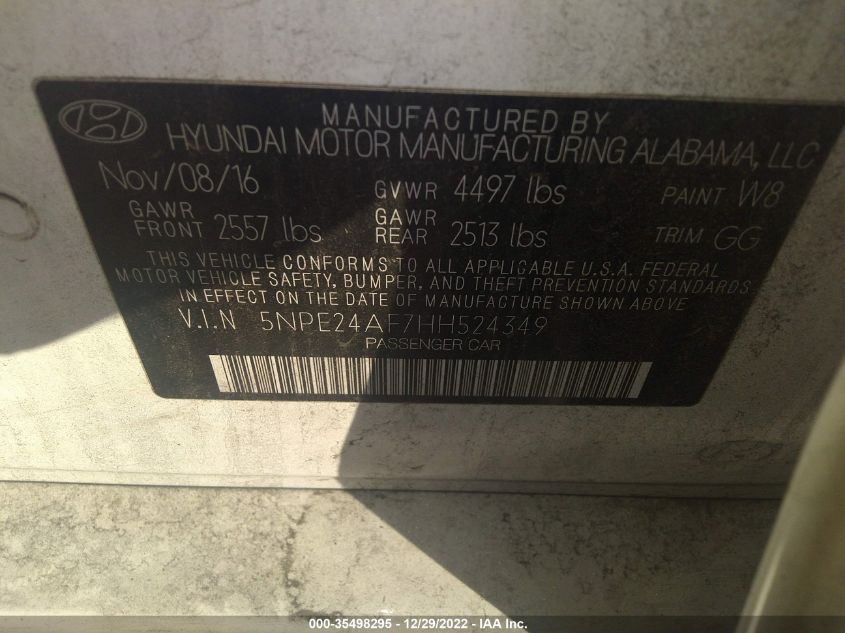 MANUFACTURED BY
HYUNDAI MOTOR MANUFACTURING ALABAMA, LLC
Nov/08/16 GVWR 4497 lbs PAINT W8
GAWR FRONT 2557 lbs GAWR REAR 2513 lbs TRIM GG
THIS VEHICLE CONFORMS TO ALL APPLICABLE U.S.A. FEDERAL
MOTOR VEHICLE SAFETY, BUMPER, AND THEFT PREVENTION STANDARDS
IN EFFECT ON THE DATE OF MANUFACTURE SHOWN ABOVE
V.I.N 5NPE24AF7HH524349
PASSENGER CAR
000-35498295 - 12/29/2022 - IAA Inc.